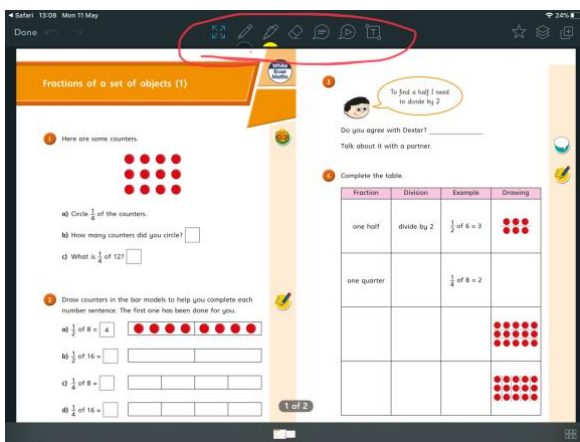 Safari 13:08 Mon 11 May
24%
Done
Fractions of a set of objects (1)
White
Rose
Maths
1 Here are some counters.
a) Circle 1/4 of the counters.
b) How many counters did you circle?
c) What is 1/4 of 12?
2 Draw counters in the bar models to help you complete each
number sentence. The first one has been done for you.
a) 1/2 of 8 = 4
b) 1/2 of 16 =
c) 1/4 of 8 =
d) 1/4 of 16 =
3
To find a half I need
to divide by 2
Do you agree with Dexter?
Talk about it with a partner.
4 Complete the table.
Fraction Division Example Drawing
one half divide by 2 1/2 of 6 = 3
one quarter 1/4 of 8 = 2
1 of 2